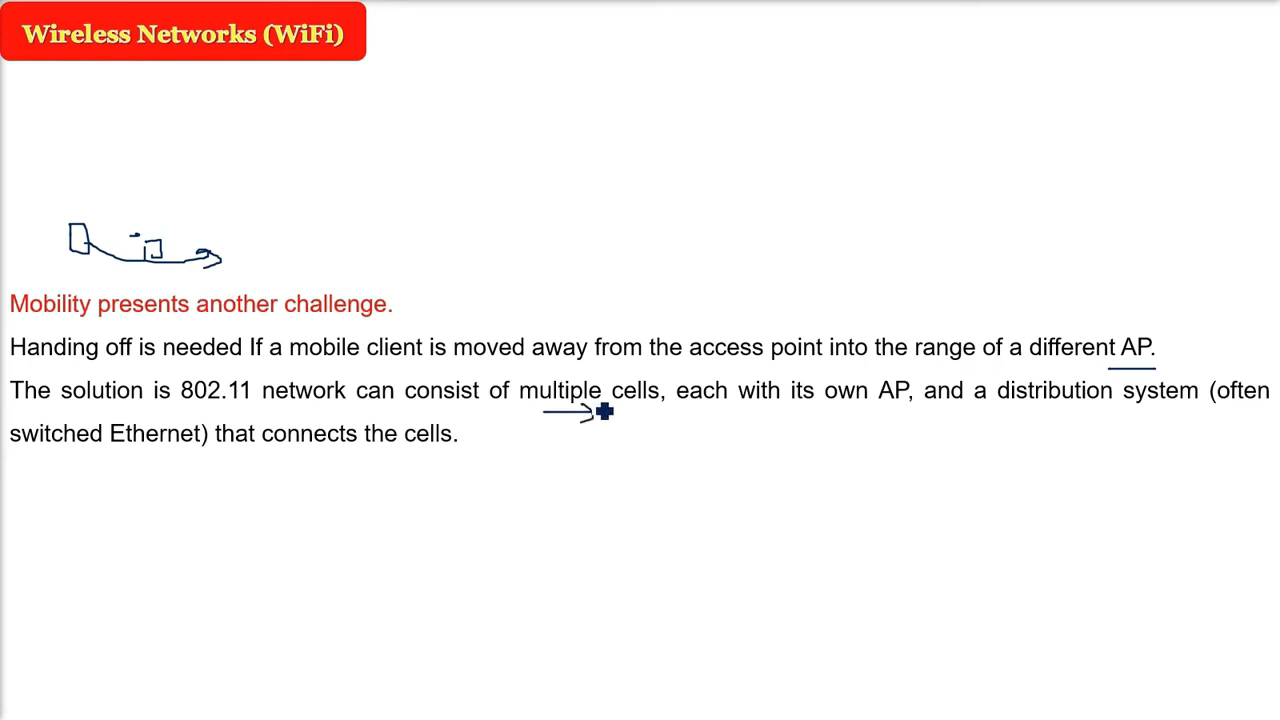 Wireless Networks (WiFi)
Mobility presents another challenge.
Handing off is needed If a mobile client is moved away from the access point into the range of a different AP.
The solution is 802.11 network can consist of multiple cells, each with its own AP, and a distribution system (often
switched Ethernet) that connects the cells.